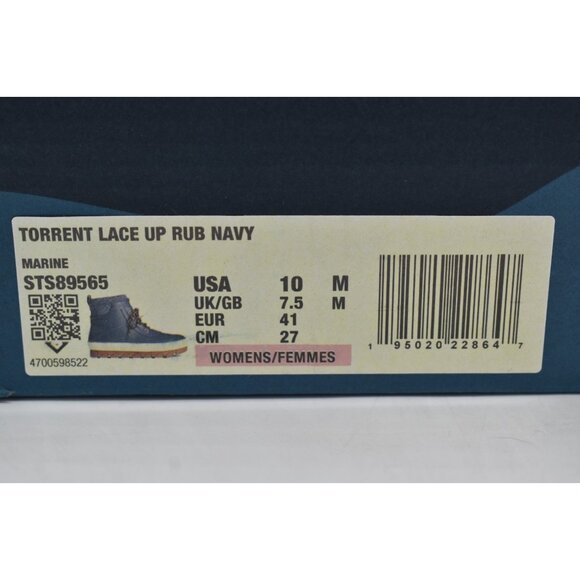 TORRENT LACE UP RUB NAVY
MARINE
STS89565
4700598522
USA 10 M
UK/GB 7.5 M
EUR 41
CM 27
WOMENS/FEMMES
1 95020 22864 7